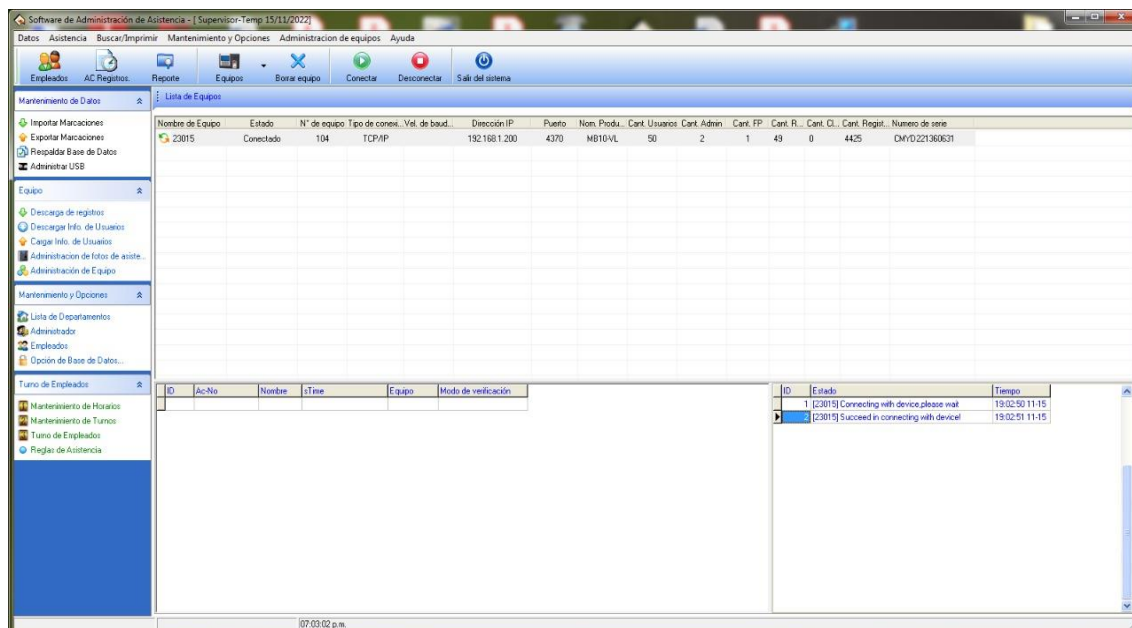 Software de Administración de Asistencia - [ Supervisor-Temp 15/11/2022]
Datos Asistencia Buscar/Imprimir Mantenimiento y Opciones Administracion de equipos Ayuda
Empleados AC Registros. Reporte Equipos Borrar equipo Conectar Desconectar Salir del sistema
Mantenimiento de Datos
Importar Marcaciones
Exportar Marcaciones
Respaldar Base de Datos
Administrar USB
Equipo
Descarga de registros
Descargar Info. de Usuarios
Cargar Info. de Usuarios
Administracion de fotos de asiste...
Administración de Equipo
Mantenimiento y Opciones
Lista de Departamentos
Administrador
Empleados
Opción de Base de Datos...
Turno de Empleados
Mantenimiento de Horarios
Mantenimiento de Turnos
Turno de Empleados
Reglas de Asistencia
Lista de Equipos
Nombre de Equipo Estado N° de equipo Tipo de conexi... Vel. de baud... Dirección IP Puerto Nom. Produ... Cant. Usuarios Cant. Admin Cant. FP Cant. R... Cant. Cl... Cant. Regist... Numero de serie
23015 Conectado 104 TCP/IP 192.168.1.200 4370 MB10-VL 50 2 1 49 0 4425 CMYD221360631
ID Ac-No Nombre sTime Equipo Modo de verificación
ID Estado Tiempo
1 [23015] Connecting with device,please wait 19:02:50 11-15
2 [23015] Succeed in connecting with device! 19:02:51 11-15
07:03:02 p.m.